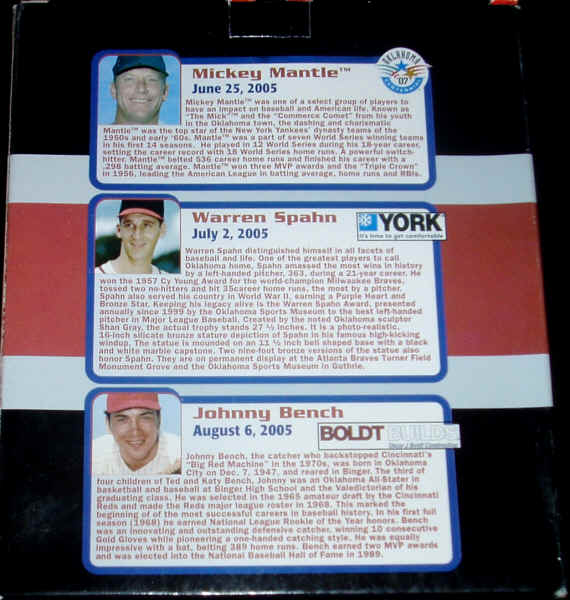 Mickey Mantle™
June 25, 2005
OKLAHOMA
'07
CENTENNIAL
Mickey Mantle™ was one of a select group of players to
have an impact on baseball and American life. Known as
"The Mick"™ and the "Commerce Comet" from his youth
in the Oklahoma town, the dashing and charismatic
Mantle™ was the top star of the New York Yankees' dynasty teams of the
1950s and early '60s. Mantle™ was a part of seven World Series winning teams
in his first 14 seasons. He played in 12 World Series during his 18-year career,
setting the career record with 18 World Series home runs. A powerful switch-
hitter. Mantle™ belted 536 career home runs and finished his career with a
.298 batting average. Mantle™ won three MVP awards and the "Triple Crown"
in 1956, leading the American League in batting average, home runs and RBIs.
Warren Spahn
July 2, 2005
YORK
It's time to get comfortable
Warren Spahn distinguished himself in all facets of
baseball and life. One of the greatest players to call
Oklahoma home, Spahn amassed the most wins in history
by a left-handed pitcher, 363, during a 21-year career. He
won the 1957 Cy Young Award for the world-champion Milwaukee Braves,
tossed two no-hitters and hit 35career home runs, the most by a pitcher.
Spahn also served his country in World War II, earning a Purple Heart and
Bronze Star. Keeping his legacy alive is the Warren Spahn Award, presented
annually since 1999 by the Oklahoma Sports Museum to the best left-handed
pitcher in Major League Baseball. Created by the noted Oklahoma sculptor
Shan Gray, the actual trophy stands 27 ½ inches. It is a photo-realistic,
16-inch silicate bronze stature depiction of Spahn in his famous high-kicking
windup. The statue is mounted on an 11 ½ inch bell shaped base with a black
and white marble capstone. Two nine-foot bronze versions of the statue also
honor Spahn. They are on permanent display at the Atlanta Braves Turner Field
Monument Grove and the Oklahoma Sports Museum in Guthrie.
Johnny Bench
August 6, 2005
BOLDT BUILDS
Johnny Bench, the catcher who backstopped Cincinnati's
"Big Red Machine" in the 1970s, was born in Oklahoma
City on Dec. 7, 1947, and reared in Binger. The third of
four children of Ted and Katy Bench, Johnny was an Oklahoma All-Stater in
basketball and baseball at Binger High School and the Valedictorian of his
graduating class. He was selected in the 1965 amateur draft by the Cincinnati
Reds and made the Reds major league roster in 1968. This marked the
beginning of of the most successful careers in baseball history. In his first full
season (1968) he earned National League Rookie of the Year honors. Bench
was an innovating and outstanding defensive catcher, winning 10 consecutive
Gold Gloves while pioneering a one-handed catching style. He was equally
impressive with a bat, belting 389 home runs. Bench earned two MVP awards
and was elected into the National Baseball Hall of Fame in 1989.